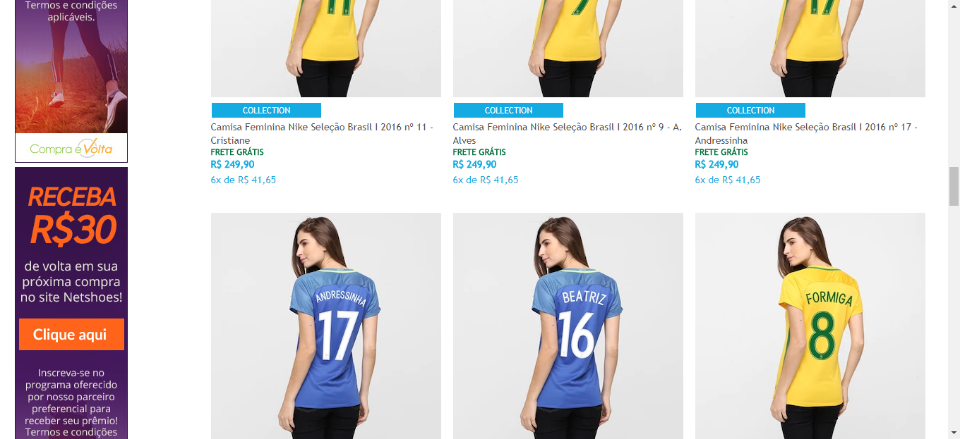 Termos e condições
aplicáveis.
Compra e Volta
RECEBA
R$30
de volta em sua
próxima compra
no site Netshoes!
Clique aqui
Inscreva-se no
programa oferecido
por nosso parceiro
preferencial para
receber seu prêmio!
Termos e condições
11
COLLECTION
Camisa Feminina Nike Seleção Brasil I 2016 nº 11 -
Cristiane
FRETE GRÁTIS
R$ 249,90
6x de R$ 41,65
COLLECTION
Camisa Feminina Nike Seleção Brasil I 2016 nº 9 - A.
Alves
FRETE GRÁTIS
R$ 249,90
6x de R$ 41,65
17
COLLECTION
Camisa Feminina Nike Seleção Brasil I 2016 nº 17 -
Andressinha
FRETE GRÁTIS
R$ 249,90
6x de R$ 41,65
ANDRESSINHA
17
BEATRIZ
16
FORMIGA
8